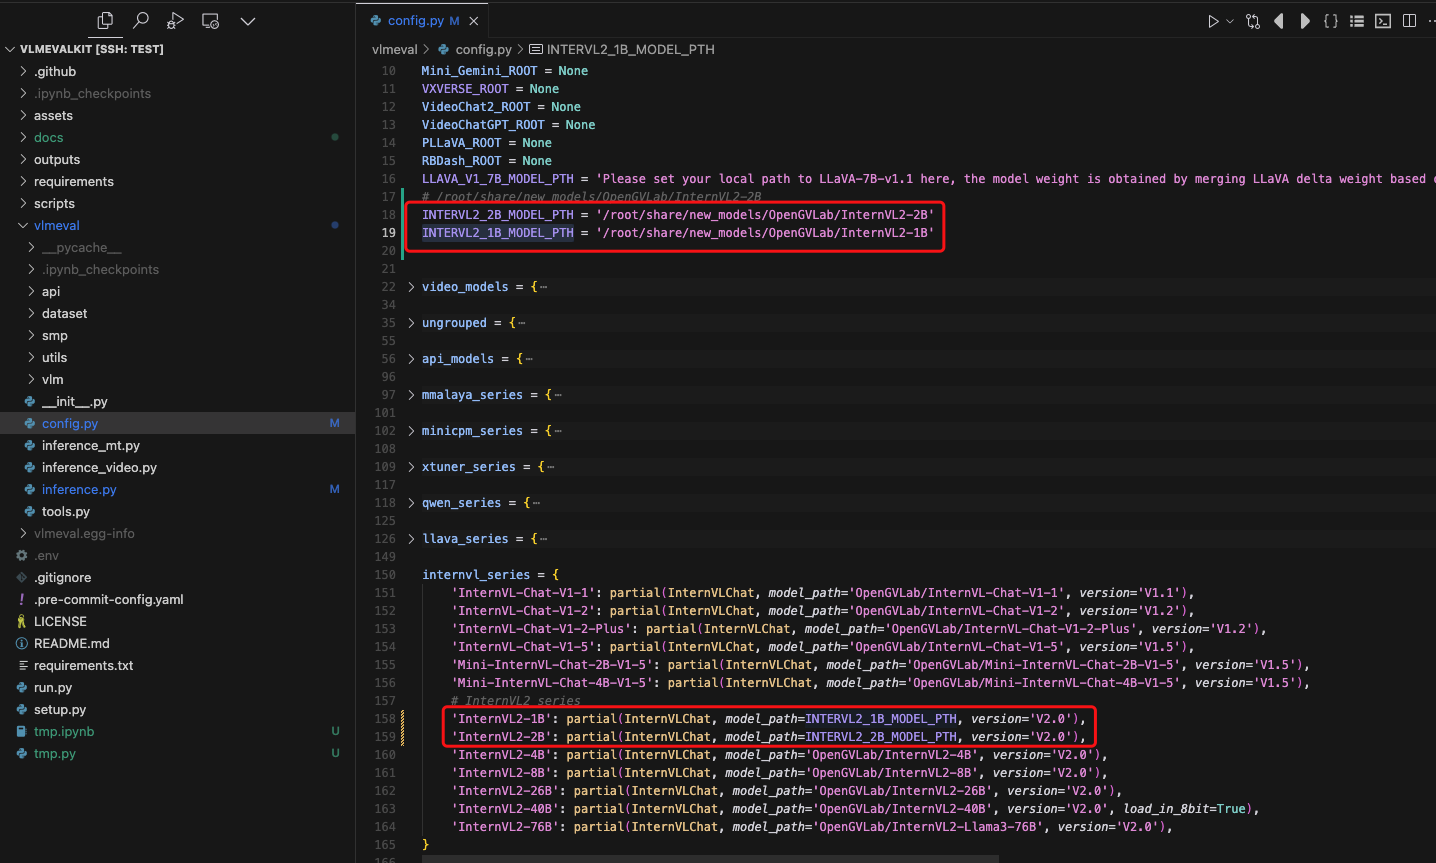 VLMEVALKIT [SSH: TEST]
.github
.ipynb_checkpoints
assets
docs
outputs
requirements
scripts
vlmeval
__pycache__
.ipynb_checkpoints
api
dataset
smp
utils
vlm
__init__.py
config.py M
inference_mt.py
inference_video.py
inference.py M
tools.py
vlmeval.egg-info
.env
.gitignore
.pre-commit-config.yaml
LICENSE
README.md
requirements.txt
run.py
setup.py
tmp.ipynb U
tmp.py U
config.py M
vlmeval > config.py > INTERVL2_1B_MODEL_PTH
10 Mini_Gemini_ROOT = None
11 VXVERSE_ROOT = None
12 VideoChat2_ROOT = None
13 VideoChatGPT_ROOT = None
14 PLLaVA_ROOT = None
15 RBDash_ROOT = None
16 LLAVA_V1_7B_MODEL_PTH = 'Please set your local path to LLaVA-7B-v1.1 here, the model weight is obtained by merging LLaVA delta weight based
17 # /root/share/new_models/OpenGVLab/InternVL2-2B
18 INTERVL2_2B_MODEL_PTH = '/root/share/new_models/OpenGVLab/InternVL2-2B'
19 INTERVL2_1B_MODEL_PTH = '/root/share/new_models/OpenGVLab/InternVL2-1B'
20
21
22 video_models = {⋯
34
35 ungrouped = {⋯
55
56 api_models = {⋯
96
97 mmalaya_series = {⋯
101
102 minicpm_series = {⋯
108
109 xtuner_series = {⋯
117
118 qwen_series = {⋯
125
126 llava_series = {⋯
149
150 internvl_series = {
151 'InternVL-Chat-V1-1': partial(InternVLChat, model_path='OpenGVLab/InternVL-Chat-V1-1', version='V1.1'),
152 'InternVL-Chat-V1-2': partial(InternVLChat, model_path='OpenGVLab/InternVL-Chat-V1-2', version='V1.2'),
153 'InternVL-Chat-V1-2-Plus': partial(InternVLChat, model_path='OpenGVLab/InternVL-Chat-V1-2-Plus', version='V1.2'),
154 'InternVL-Chat-V1-5': partial(InternVLChat, model_path='OpenGVLab/InternVL-Chat-V1-5', version='V1.5'),
155 'Mini-InternVL-Chat-2B-V1-5': partial(InternVLChat, model_path='OpenGVLab/Mini-InternVL-Chat-2B-V1-5', version='V1.5'),
156 'Mini-InternVL-Chat-4B-V1-5': partial(InternVLChat, model_path='OpenGVLab/Mini-InternVL-Chat-4B-V1-5', version='V1.5'),
157 # InternVL2 series
158 'InternVL2-1B': partial(InternVLChat, model_path=INTERVL2_1B_MODEL_PTH, version='V2.0'),
159 'InternVL2-2B': partial(InternVLChat, model_path=INTERVL2_2B_MODEL_PTH, version='V2.0'),
160 'InternVL2-4B': partial(InternVLChat, model_path='OpenGVLab/InternVL2-4B', version='V2.0'),
161 'InternVL2-8B': partial(InternVLChat, model_path='OpenGVLab/InternVL2-8B', version='V2.0'),
162 'InternVL2-26B': partial(InternVLChat, model_path='OpenGVLab/InternVL2-26B', version='V2.0'),
163 'InternVL2-40B': partial(InternVLChat, model_path='OpenGVLab/InternVL2-40B', version='V2.0', load_in_8bit=True),
164 'InternVL2-76B': partial(InternVLChat, model_path='OpenGVLab/InternVL2-Llama3-76B', version='V2.0'),
165 }
166